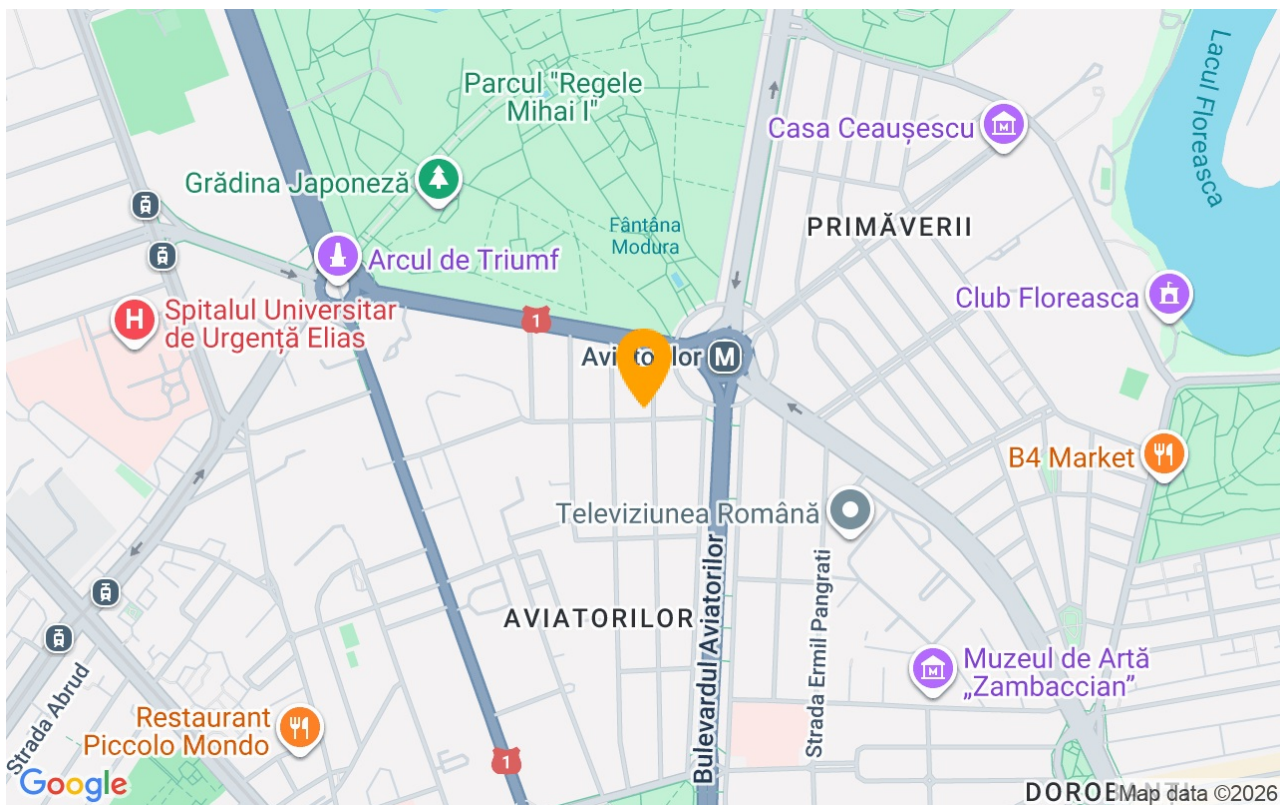 Parcul "Regele
Mihai I"
Lacul Floreasca
Casa Ceaușescu
M
Grădina Japoneză
Fântâna
Modura
PRIMĂVERII
Arcul de Triumf
Club Floreasca
H
Spitalul Universitar
de Urgență Elias
1
M
B4 Market
Televiziunea Română
Bulevardul Aviatorilor
Strada Ermil Pangrati
AVIATORILOR
M
Muzeul de Artă
„Zambaccian”
Strada Abrud
Restaurant
Piccolo Mondo
1
Google
Map data ©2026